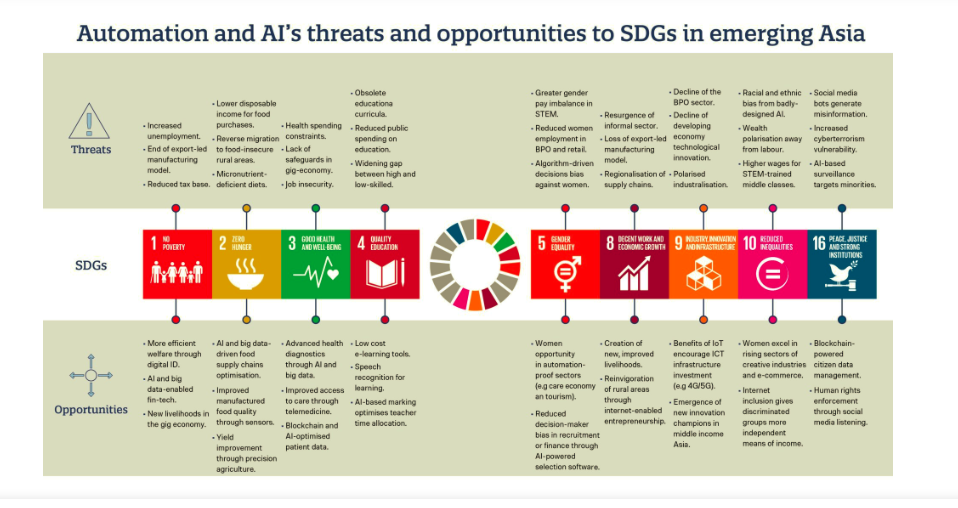 Automation and AI's threats and opportunities to SDGs in emerging Asia
Threats
• Increased
unemployment.
• End of export-led
manufacturing
model.
• Reduced tax base.
• Lower disposable
income for food
purchases.
• Reverse migration
to food-insecure
rural areas.
• Micronutrient-
deficient diets.
• Health spending
constraints.
• Lack of
safeguards in
gig-economy.
• Job insecurity.
• Obsolete
educationa
curricula.
• Reduced public
spending on
education.
• Widening gap
between high and
low-skilled.
• Greater gender
pay imbalance in
STEM.
• Reduced women
employment in
BPO and retail.
• Algorithm-driven
decisions bias
against women.
• Resurgence of
informal sector.
• Loss of export-led
manufacturing
model.
• Regionalisation of
supply chains.
• Decline of the
BPO sector.
• Decline of
developing
economy
technological
innovation.
• Polarised
industrialisation.
• Racial and ethnic
bias from badly-
designed AI.
• Wealth
polarisation away
from labour.
• Higher wages for
STEM-trained
middle classes.
• Social media
bots generate
misinformation.
• Increased
cyberterrorism
vulnerability.
• AI-based
surveillance
targets minorities.
SDGs
1 NO
POVERTY
2 ZERO
HUNGER
3 GOOD HEALTH
AND WELL-BEING
4 QUALITY
EDUCATION
5 GENDER
EQUALITY
8 DECENT WORK AND
ECONOMIC GROWTH
9 INDUSTRY, INNOVATION
AND INFRASTRUCTURE
10 REDUCED
INEQUALITIES
16 PEACE, JUSTICE
AND STRONG
INSTITUTIONS
Opportunities
• More efficient
welfare through
digital ID.
• AI and big
data-enabled
fin-tech.
• New livelihoods in
the gig economy.
• AI and big data-
driven food
supply chains
optimisation.
• Improved
manufactured
food quality
through sensors.
• Yield
improvement
through precision
agriculture.
• Advanced health
diagnostics
through AI and
big data.
• Improved access
to care through
telemedicine.
• Blockchain and
AI-optimised
patient data.
• Low cost
e-learning tools.
• Speech
recognition for
learning.
• AI-based marking
optimises teacher
time allocation.
• Women
opportunity
in automation-
proof sectors
(e.g care economy
an tourism).
• Reduced
decision-maker
bias in recruitment
or finance through
AI-powered
selection software.
• Creation of
new, improved
livelihoods.
• Reinvigoration
of rural areas
through
internet-enabled
entrepreneurship.
• Benefits of IoT
encourage ICT
infrastructure
investment
(e.g 4G/5G).
• Emergence of
new innovation
champions in
middle income
Asia.
• Women excel in
rising sectors of
creative industries
and e-commerce.
• Internet
inclusion gives
discriminated
groups more
independent
means of income.
• Blockchain-
powered
citizen data
management.
• Human rights
enforcement
through social
media listening.